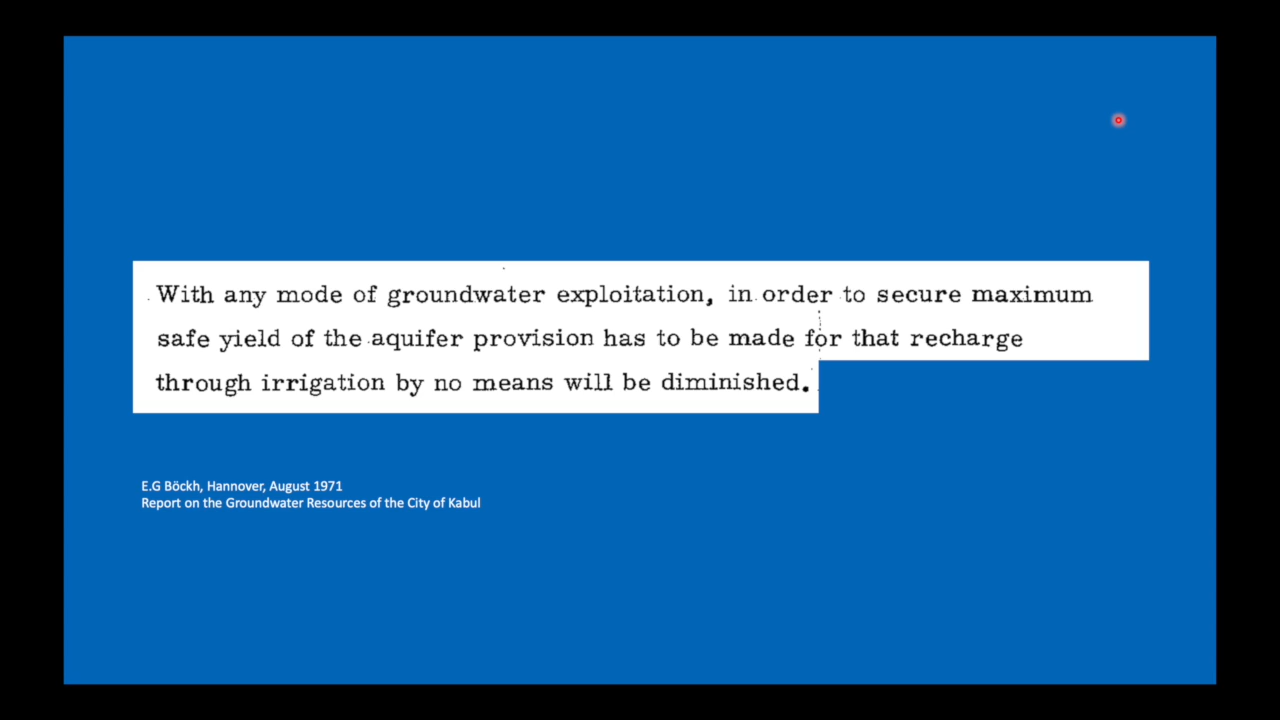 With any mode of groundwater exploitation, in order to secure maximum
safe yield of the aquifer provision has to be made for that recharge
through irrigation by no means will be diminished.
E.G Böckh, Hannover, August 1971
Report on the Groundwater Resources of the City of Kabul